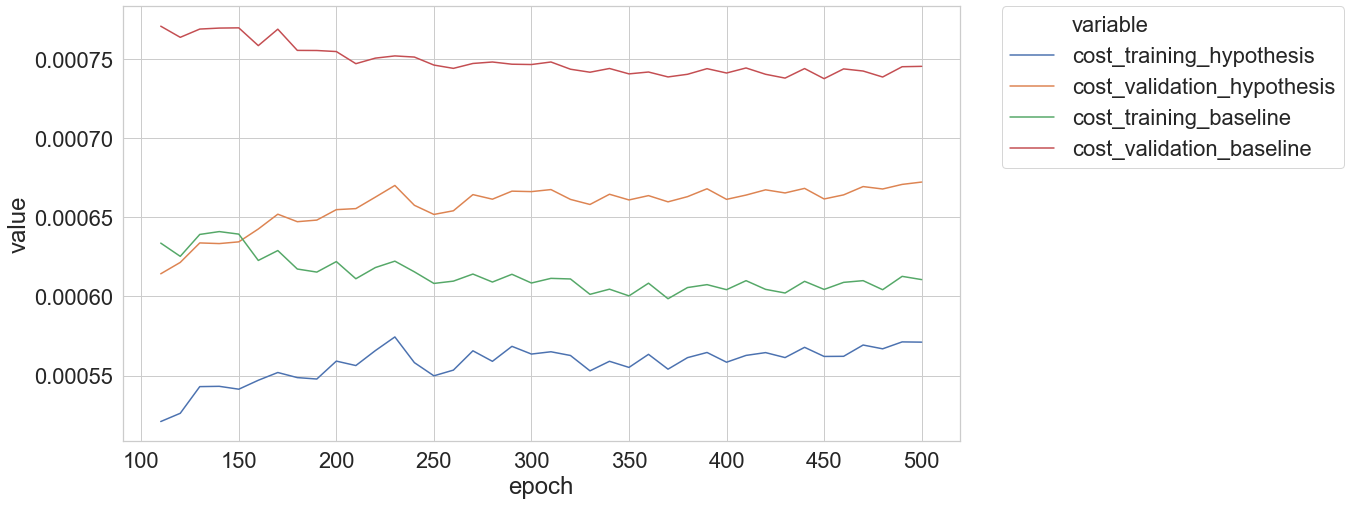 value
0.00075
0.00070
0.00065
0.00060
0.00055
100 150 200 250 300 350 400 450 500
epoch
variable
cost_training_hypothesis
cost_validation_hypothesis
cost_training_baseline
cost_validation_baseline